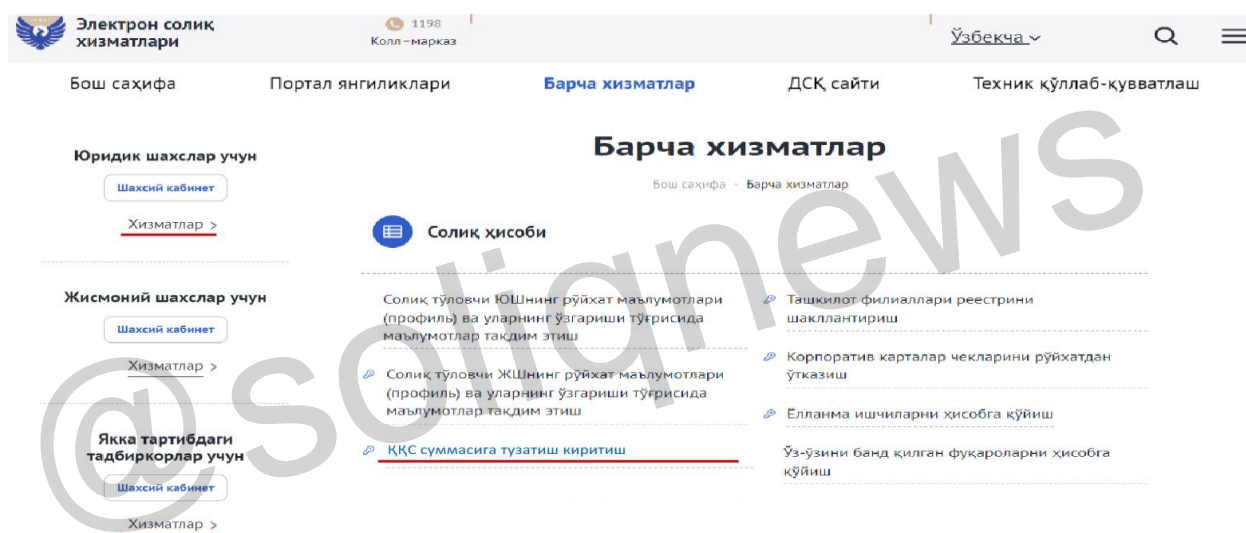 Электрон солиқ
хизматлари
1198
Колл-марказ
Ўзбекча
Бош саҳифа
Портал янгиликлари
Барча хизматлар
ДСҚ сайти
Техник қўллаб-қувватлаш
Юридик шахслар учун
Шахсий кабинет
Хизматлар >
Жисмоний шахслар учун
Шахсий кабинет
Хизматлар >
Якка тартибдаги
тадбиркорлар учун
Шахсий кабинет
Хизматлар >
Барча хизматлар
Бош саҳифа - Барча хизматлар
Солиқ ҳисоби
Солиқ тўловчи ЮШнинг рўйхат маълумотлари
(профиль) ва уларнинг ўзгариши тўғрисида
маълумотлар тақдим этиш
Солиқ тўловчи ЖШнинг рўйхат маълумотлари
(профиль) ва уларнинг ўзгариши тўғрисида
маълумотлар тақдим этиш
ҚҚС суммасига тузатиш киритиш
Ташкилот филиаллари реестрини
шакллантириш
Корпоратив карталар чекларини рўйхатдан
ўтказиш
Ёлланма ишчиларни ҳисобга қўйиш
Ўз-ўзини банд қилган фуқароларни ҳисобга
қўйиш
@soliqnews